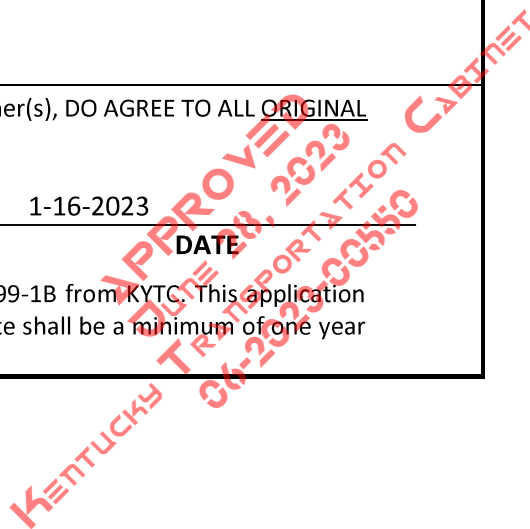 ner(s), DO AGREE TO ALL ORIGINAL
1-16-2023
DATE
99-1B from KYTC. This application
te shall be a minimum of one year
APPROVED
JUNE 28, 2023
KENTUCKY TRANSPORTATION CABINET
06-2023-00550